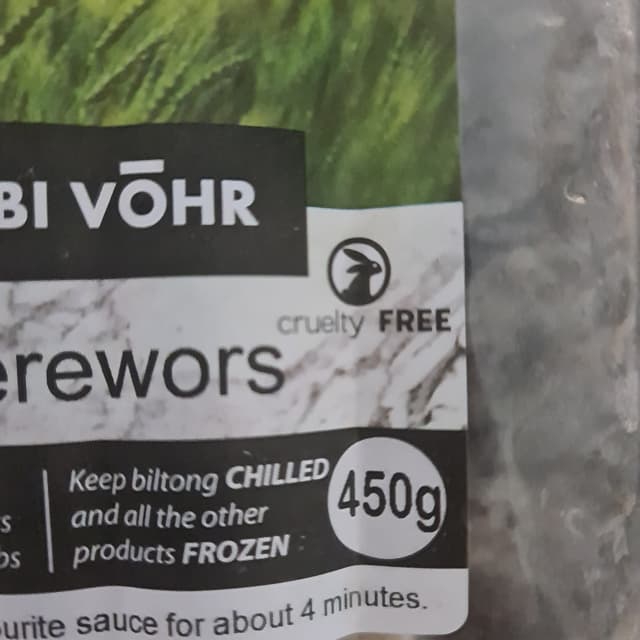 BI VŌHR
cruelty FREE
erewors
Keep biltong CHILLED
and all the other
products FROZEN
450g
s
bs
urite sauce for about 4 minutes.